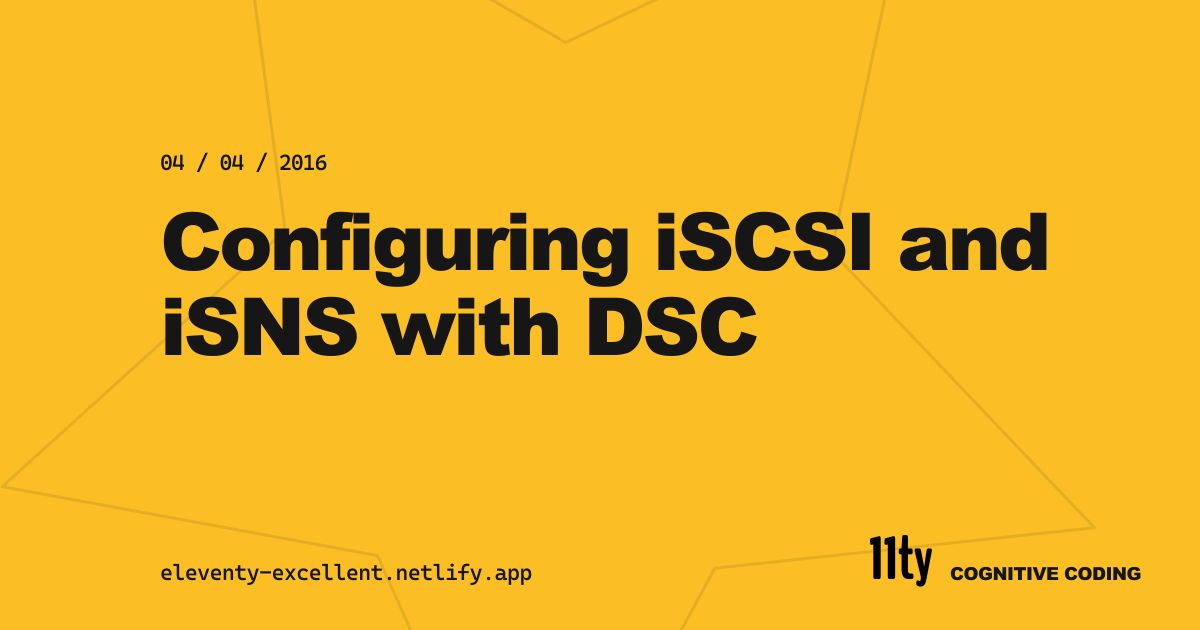 04 / 04 / 2016
Configuring iSCSI and
iSNS with DSC
eleventy-excellent.netlify.app
11ty COGNITIVE CODING